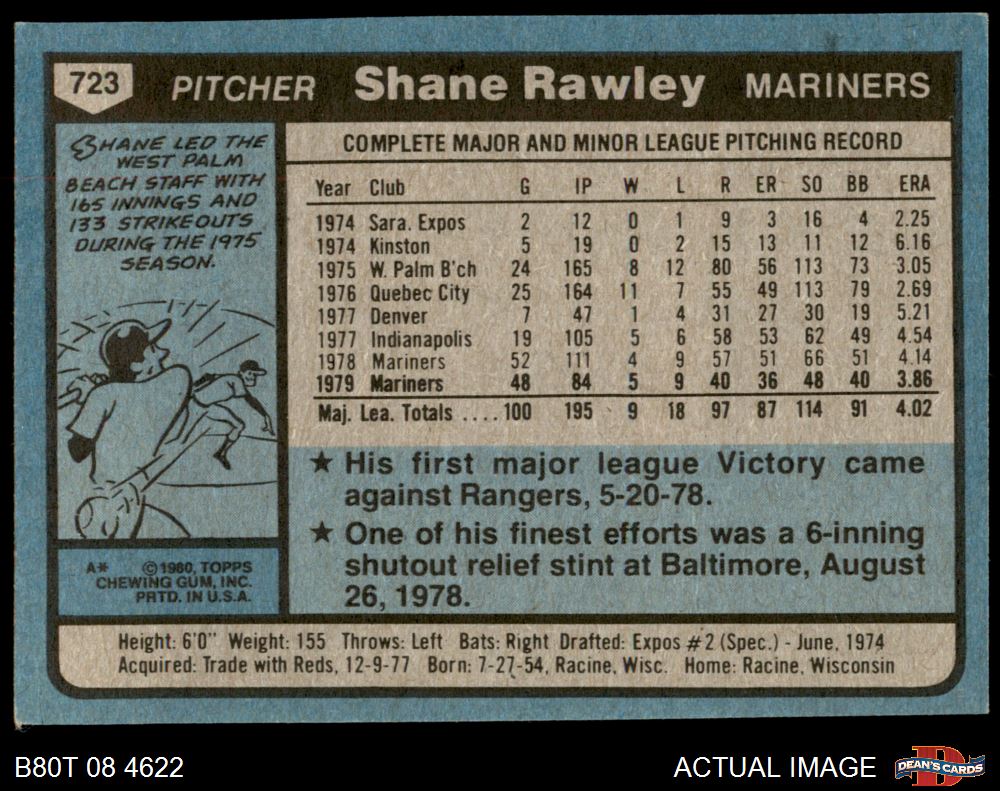 723 PITCHER Shane Rawley MARINERS
SHANE LED THE
WEST PALM
BEACH STAFF WITH
165 INNINGS AND
133 STRIKEOUTS
DURING THE 1975
SEASON.
COMPLETE MAJOR AND MINOR LEAGUE PITCHING RECORD
Year Club G IP W L R ER SO BB ERA
1974 Sara. Expos 2 12 0 1 9 3 16 4 2.25
1974 Kinston 5 19 0 2 15 13 11 12 6.16
1975 W. Palm B'ch 24 165 8 12 80 56 113 73 3.05
1976 Quebec City 25 164 11 7 55 49 113 79 2.69
1977 Denver 7 47 1 4 31 27 30 19 5.21
1977 Indianapolis 19 105 5 6 58 53 62 49 4.54
1978 Mariners 52 111 4 9 57 51 66 51 4.14
1979 Mariners 48 84 5 9 40 36 48 40 3.86
Maj. Lea. Totals .... 100 195 9 18 97 87 114 91 4.02
★ His first major league Victory came
against Rangers, 5-20-78.
★ One of his finest efforts was a 6-inning
shutout relief stint at Baltimore, August
26, 1978.
A* ©1980, TOPPS
CHEWING GUM, INC.
PRTD. IN U.S.A.
Height: 6'0" Weight: 155 Throws: Left Bats: Right Drafted: Expos #2 (Spec.) - June, 1974
Acquired: Trade with Reds, 12-9-77 Born: 7-27-54, Racine, Wisc. Home: Racine, Wisconsin
B80T 08 4622 ACTUAL IMAGE DEAN'S CARDS